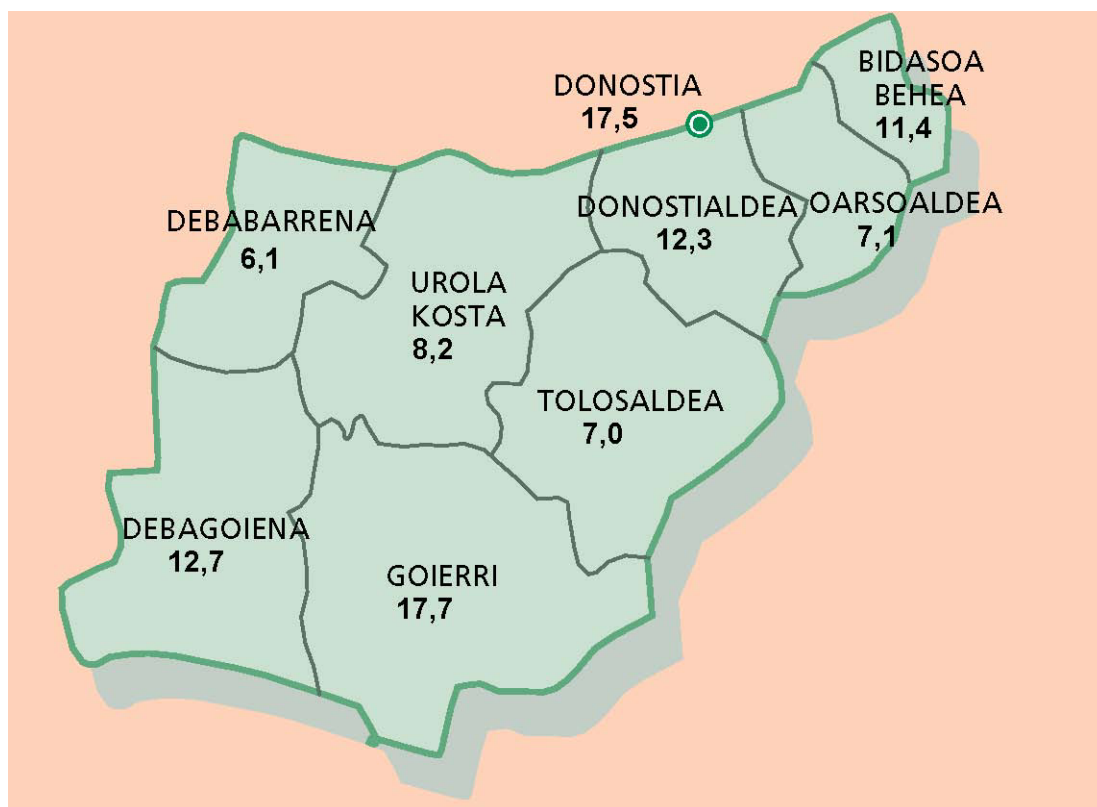 BIDASOA
BEHEA
11,4
DONOSTIA
17,5
DEBABARRENA
6,1
DONOSTIALDEA
12,3
OARSOALDEA
7,1
UROLA
KOSTA
8,2
TOLOSALDEA
7,0
DEBAGOIENA
12,7
GOIERRI
17,7